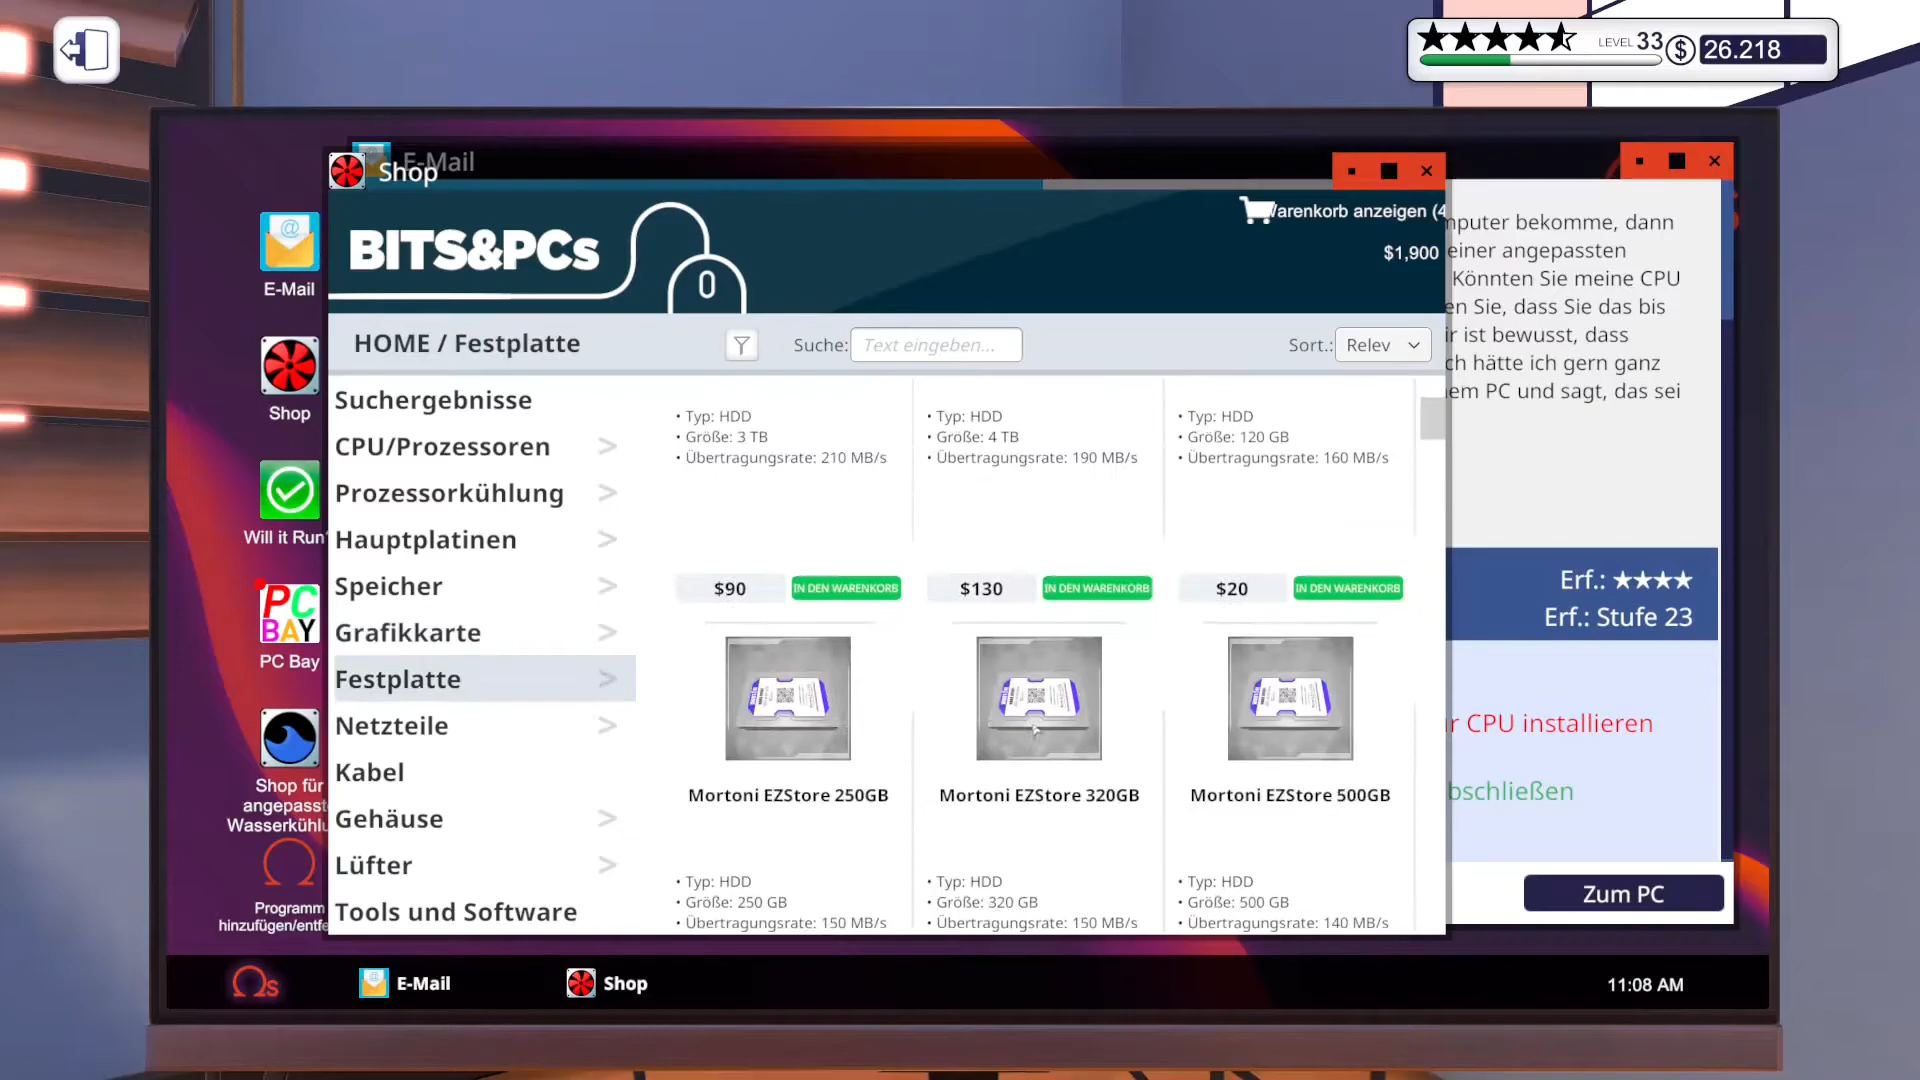 LEVEL 33
26.218
E-Mail
Shop
E-Mail
Shop
Will it Run?
PC
BAY
PC Bay
Shop für
angepasst
Wasserkühlu
Programm
hinzufügen/entfe
BITS&PCs
Warenkorb anzeigen (4
$1,900
HOME / Festplatte
Suche:
Text eingeben...
Sort.:
Relev
Suchergebnisse
CPU/Prozessoren >
Prozessorkühlung >
Hauptplatinen >
Speicher >
Grafikkarte >
Festplatte >
Netzteile >
Kabel
Gehäuse >
Lüfter >
Tools und Software
• Typ: HDD
• Größe: 3 TB
• Übertragungsrate: 210 MB/s
$90
IN DEN WARENKORB
• Typ: HDD
• Größe: 4 TB
• Übertragungsrate: 190 MB/s
$130
IN DEN WARENKORB
• Typ: HDD
• Größe: 120 GB
• Übertragungsrate: 160 MB/s
$20
IN DEN WARENKORB
Mortoni EZStore 250GB
• Typ: HDD
• Größe: 250 GB
• Übertragungsrate: 150 MB/s
Mortoni EZStore 320GB
• Typ: HDD
• Größe: 320 GB
• Übertragungsrate: 150 MB/s
Mortoni EZStore 500GB
• Typ: HDD
• Größe: 500 GB
• Übertragungsrate: 140 MB/s
mputer bekomme, dann
einer angepassten
Könnten Sie meine CPU
en Sie, dass Sie das bis
ir ist bewusst, dass
ch hätte ich gern ganz
em PC und sagt, das sei
Erf.: ★★★★
Erf.: Stufe 23
r CPU installieren
bschließen
Zum PC
Ωs
E-Mail
Shop
11:08 AM